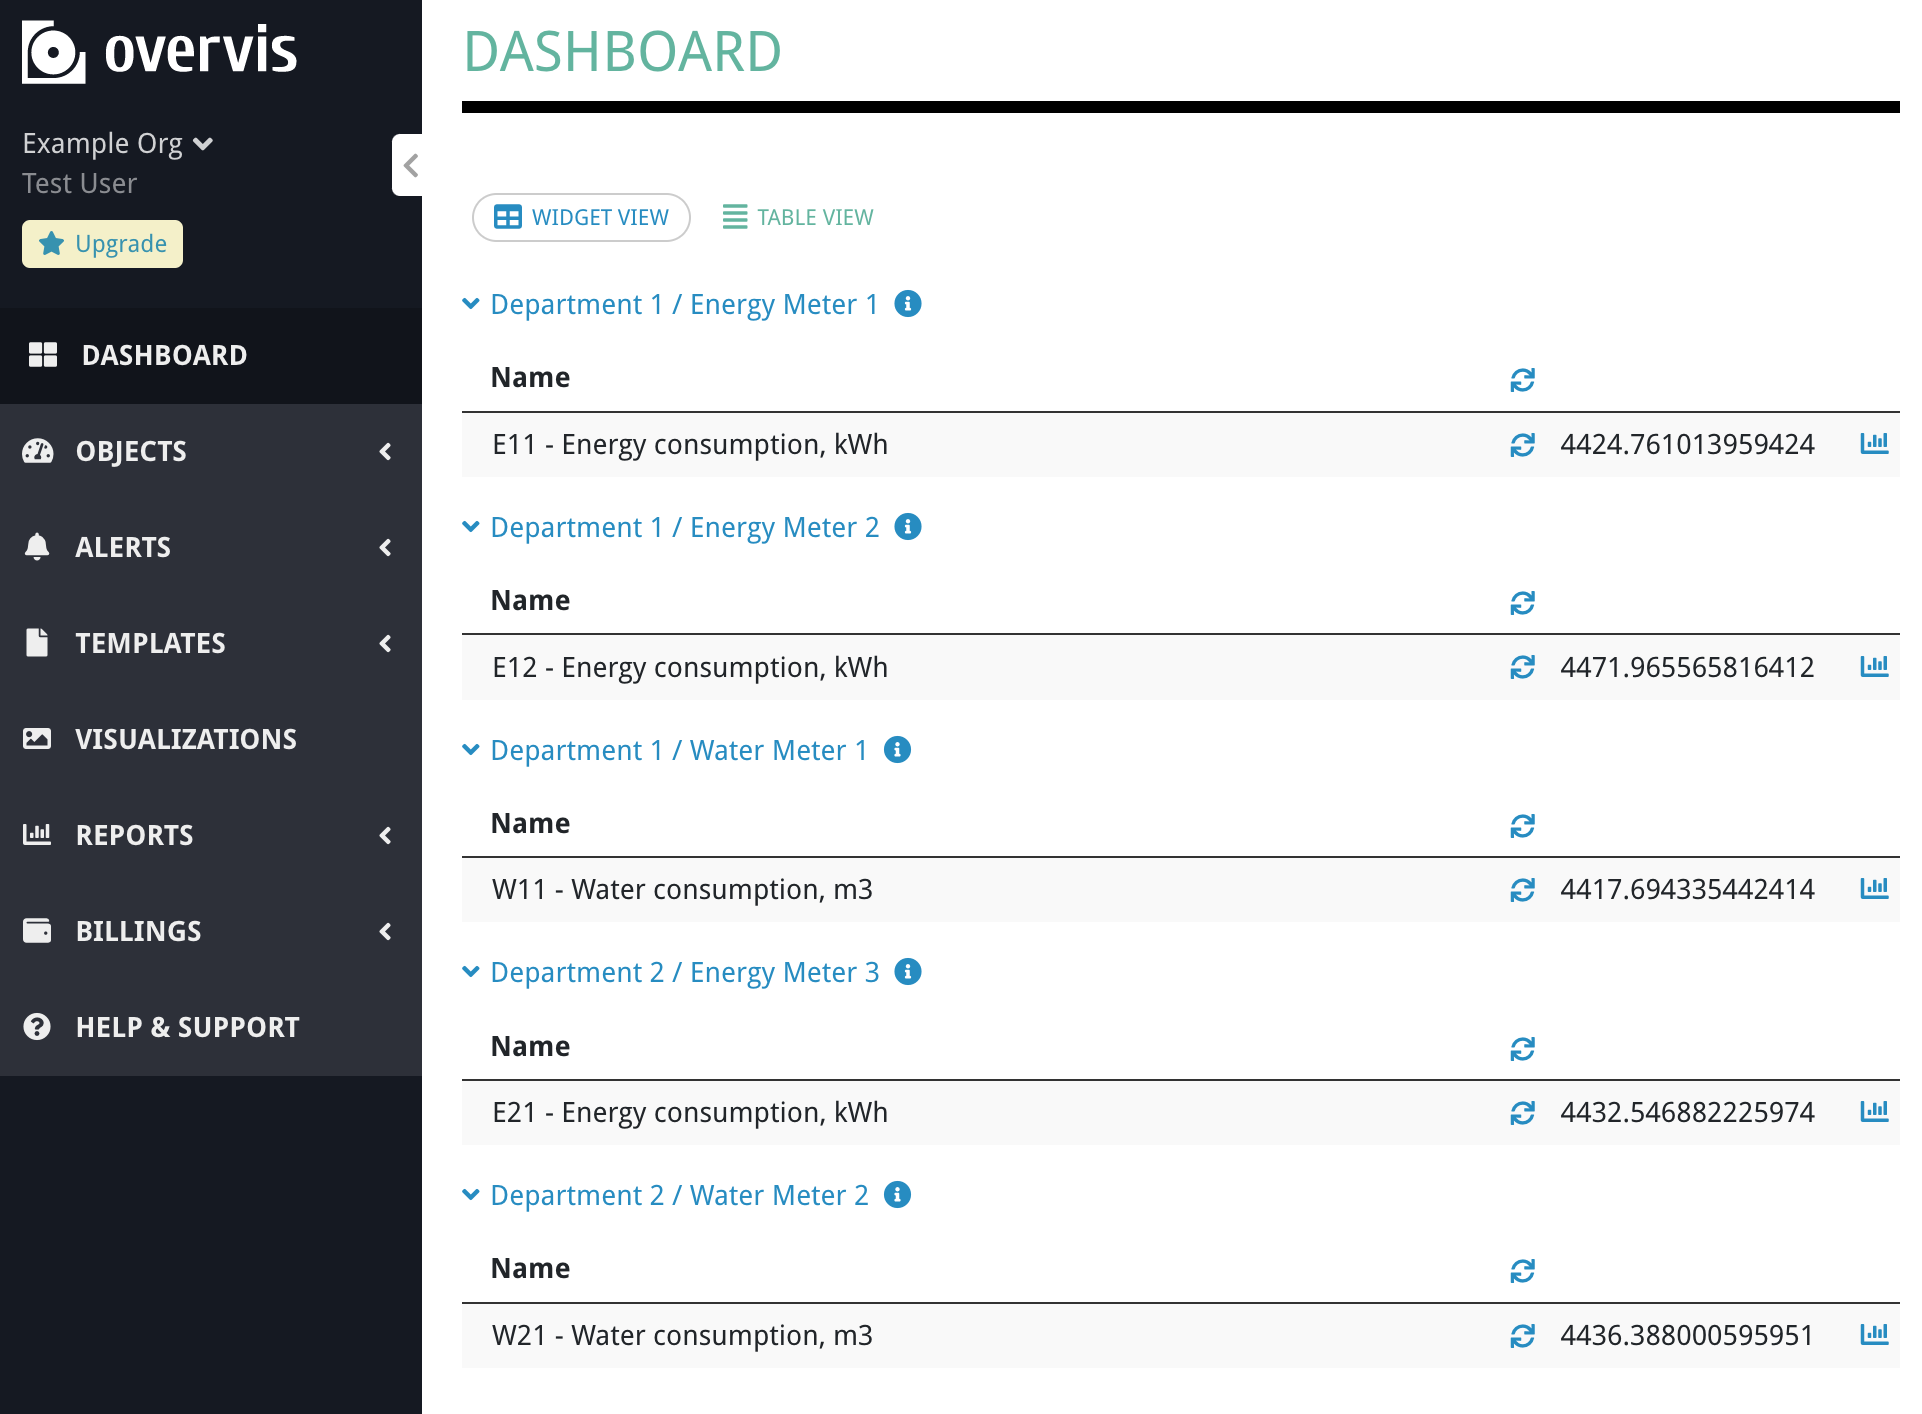 overvis
Example Org
Test User
Upgrade
DASHBOARD
OBJECTS
ALERTS
TEMPLATES
VISUALIZATIONS
REPORTS
BILLINGS
HELP & SUPPORT
DASHBOARD
WIDGET VIEW TABLE VIEW
Department 1 / Energy Meter 1
Name
E11 - Energy consumption, kWh 4424.761013959424
Department 1 / Energy Meter 2
Name
E12 - Energy consumption, kWh 4471.965565816412
Department 1 / Water Meter 1
Name
W11 - Water consumption, m3 4417.694335442414
Department 2 / Energy Meter 3
Name
E21 - Energy consumption, kWh 4432.546882225974
Department 2 / Water Meter 2
Name
W21 - Water consumption, m3 4436.388000595951